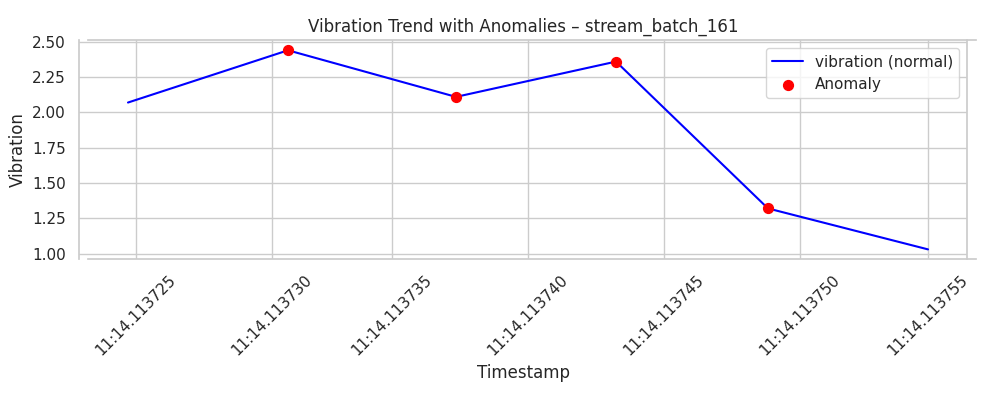 Vibration Trend with Anomalies – stream_batch_161
vibration (normal)
Anomaly
Vibration
2.50
2.25
2.00
1.75
1.50
1.25
1.00
11:14.113725
11:14.113730
11:14.113735
11:14.113740
11:14.113745
11:14.113750
11:14.113755
Timestamp